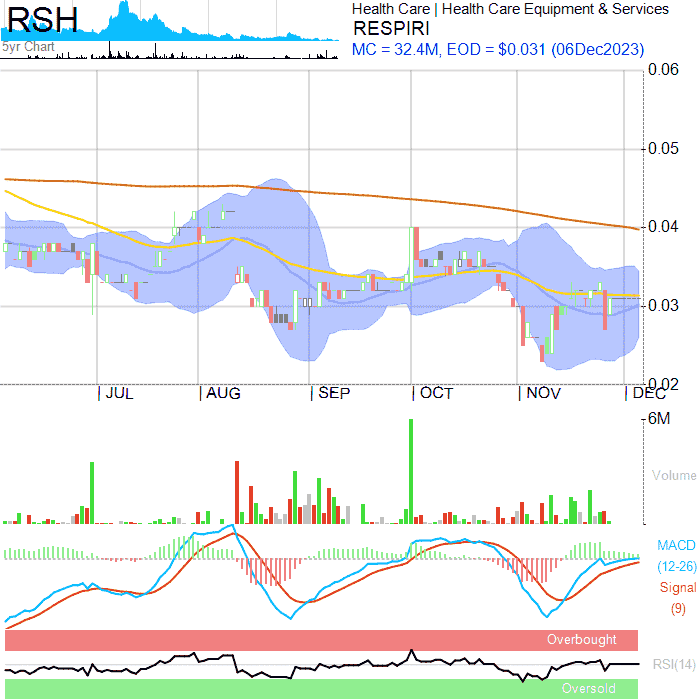 RSH
5yr Chart
Health Care | Health Care Equipment & Services
RESPIRI
MC = 32.4M, EOD = $0.031 (06Dec2023)
0.06
0.05
0.04
0.03
0.02
JUL AUG SEP OCT NOV DEC
6M
Volume
MACD
(12-26)
Signal
(9)
Overbought
RSI(14)
Oversold